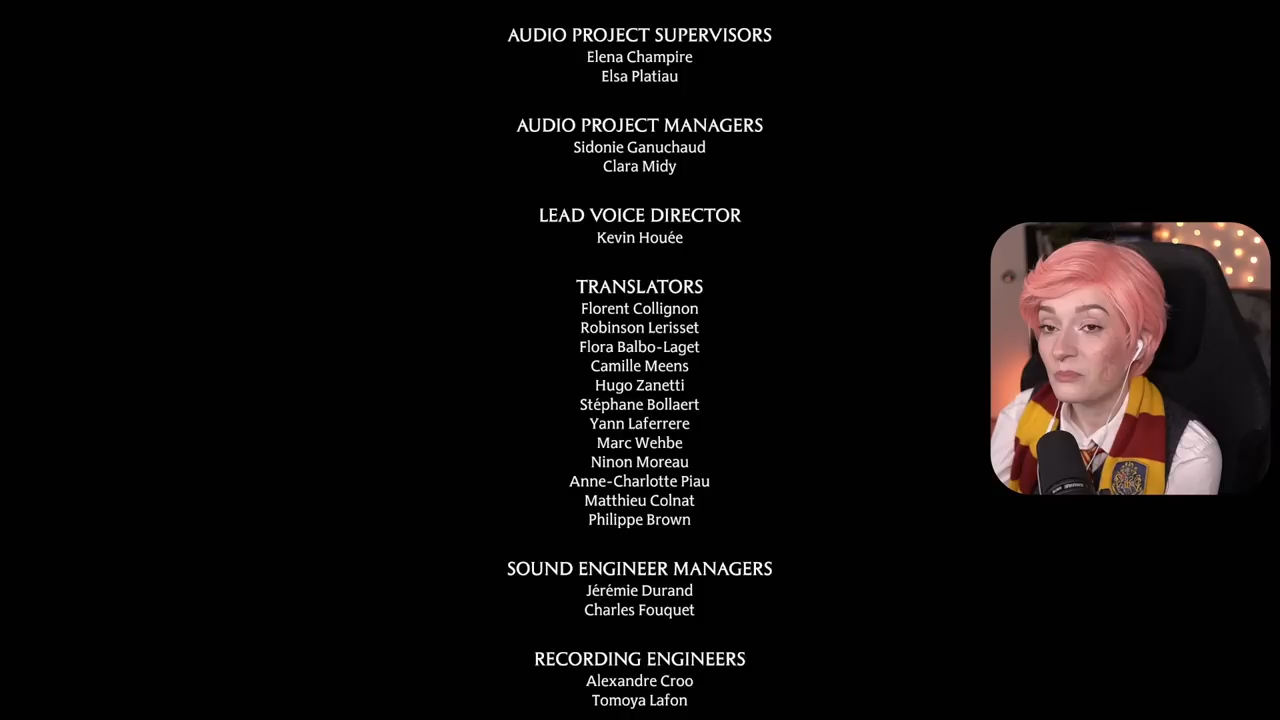 AUDIO PROJECT SUPERVISORS
Elena Champire
Elsa Platiau
AUDIO PROJECT MANAGERS
Sidonie Ganuchaud
Clara Midy
LEAD VOICE DIRECTOR
Kevin Houée
TRANSLATORS
Florent Collignon
Robinson Lerisset
Flora Balbo-Laget
Camille Meens
Hugo Zanetti
Stéphane Bollaert
Yann Laferrere
Marc Wehbe
Ninon Moreau
Anne-Charlotte Piau
Matthieu Colnat
Philippe Brown
SOUND ENGINEER MANAGERS
Jérémie Durand
Charles Fouquet
RECORDING ENGINEERS
Alexandre Croo
Tomoya Lafon